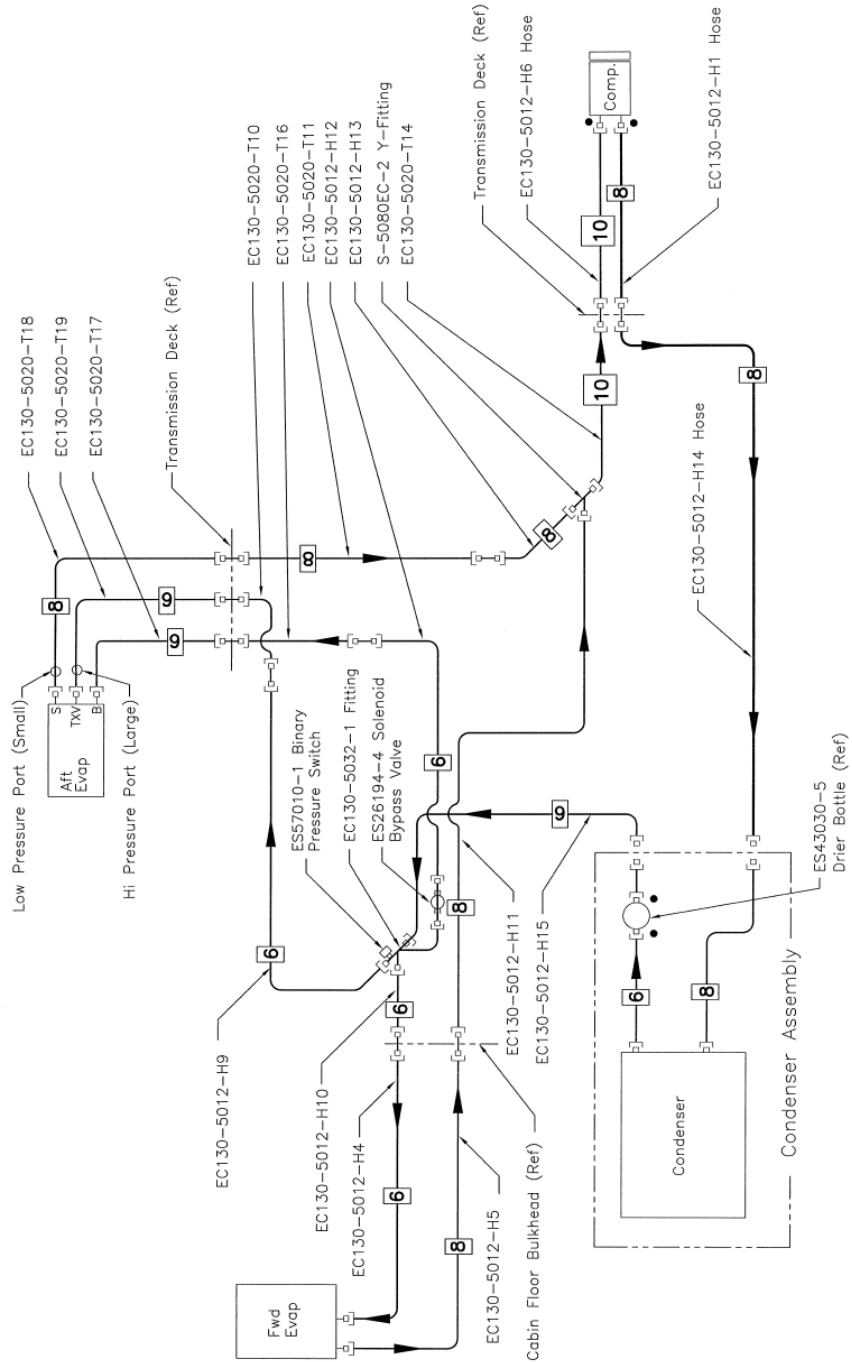 Low Pressure Port (Small)
EC130-5020-T18
EC130-5020-T19
EC130-5020-T17
Hi Pressure Port (Large)
Aft
Evap
S
TXV
B
8
6
6
Transmission Deck (Ref)
EC130-5020-T10
EC130-5020-T16
EC130-5020-T11
EC130-5012-H12
EC130-5012-H13
S-5080EC-2 Y-Fitting
EC130-5020-T14
8
8
EC130-5012-H9
6
ES57010-1 Binary
Pressure Switch
EC130-5032-1 Fitting
ES26194-4 Solenoid
Bypass Valve
6
Fwd
Evap
EC130-5012-H10
EC130-5012-H4
6
6
8
8
EC130-5012-H5
Cabin Floor Bulkhead (Ref)
EC130-5012-H11
EC130-5012-H15
6
Transmission Deck (Ref)
EC130-5012-H6 Hose
Comp.
10
10
8
EC130-5012-H1 Hose
8
EC130-5012-H14 Hose
6
8
Condenser
Condenser Assembly
ES43030-5
Drier Bottle (Ref)